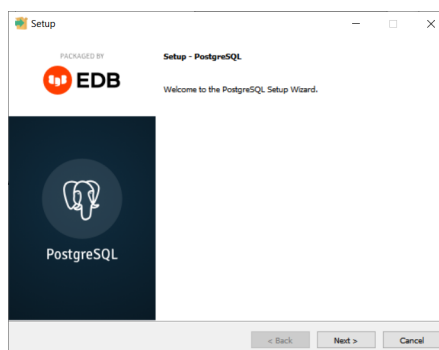 Setup
PACKAGED BY
EDB
Setup - PostgreSQL
Welcome to the PostgreSQL Setup Wizard.
PostgreSQL
< Back
Next >
Cancel